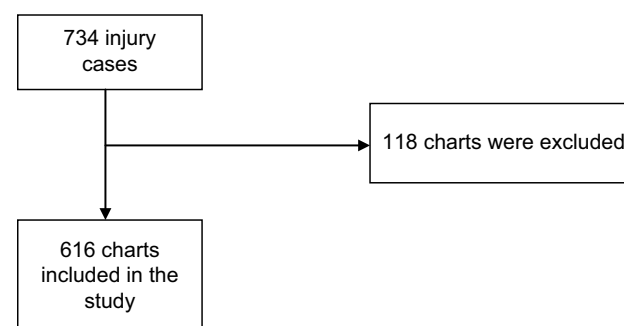 734 injury
cases
118 charts were excluded
616 charts
included in the
study